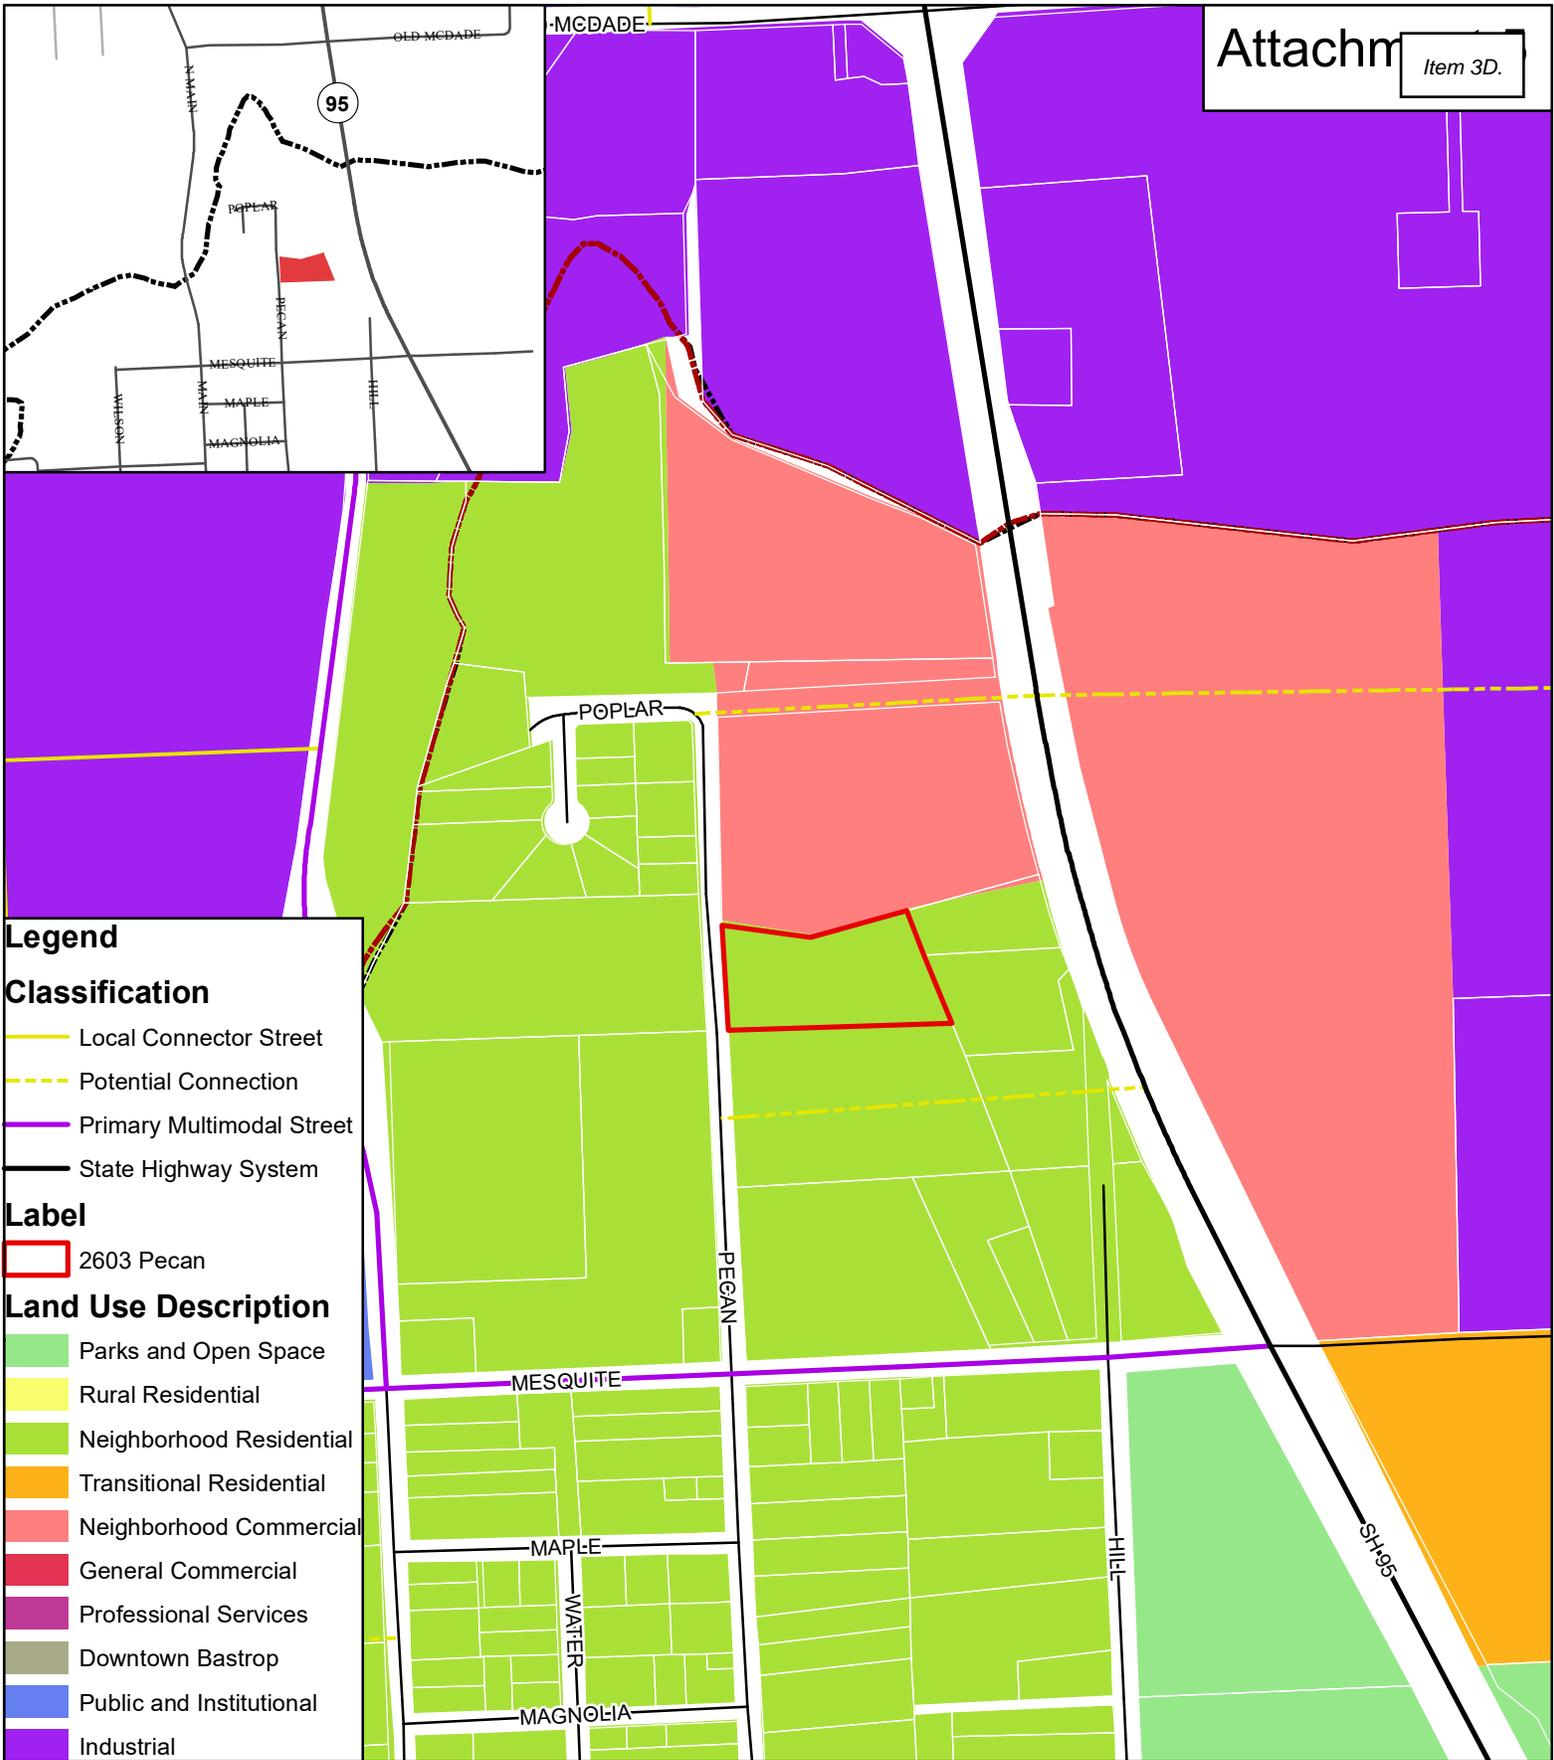 OLD MCDADE
N MAIN
95
POPLAR
PECAN
MESQUITE
WILSON
MAIN
MAPLE
HILL
MAGNOLIA
MCDADE
Item 3D.
POPLAR
PECAN
MESQUITE
MAPLE
WATER
MAGNOLIA
HILL
SH 95
Legend
Classification
Local Connector Street
Potential Connection
Primary Multimodal Street
State Highway System
Label
2603 Pecan
Land Use Description
Parks and Open Space
Rural Residential
Neighborhood Residential
Transitional Residential
Neighborhood Commercial
General Commercial
Professional Services
Downtown Bastrop
Public and Institutional
Industrial